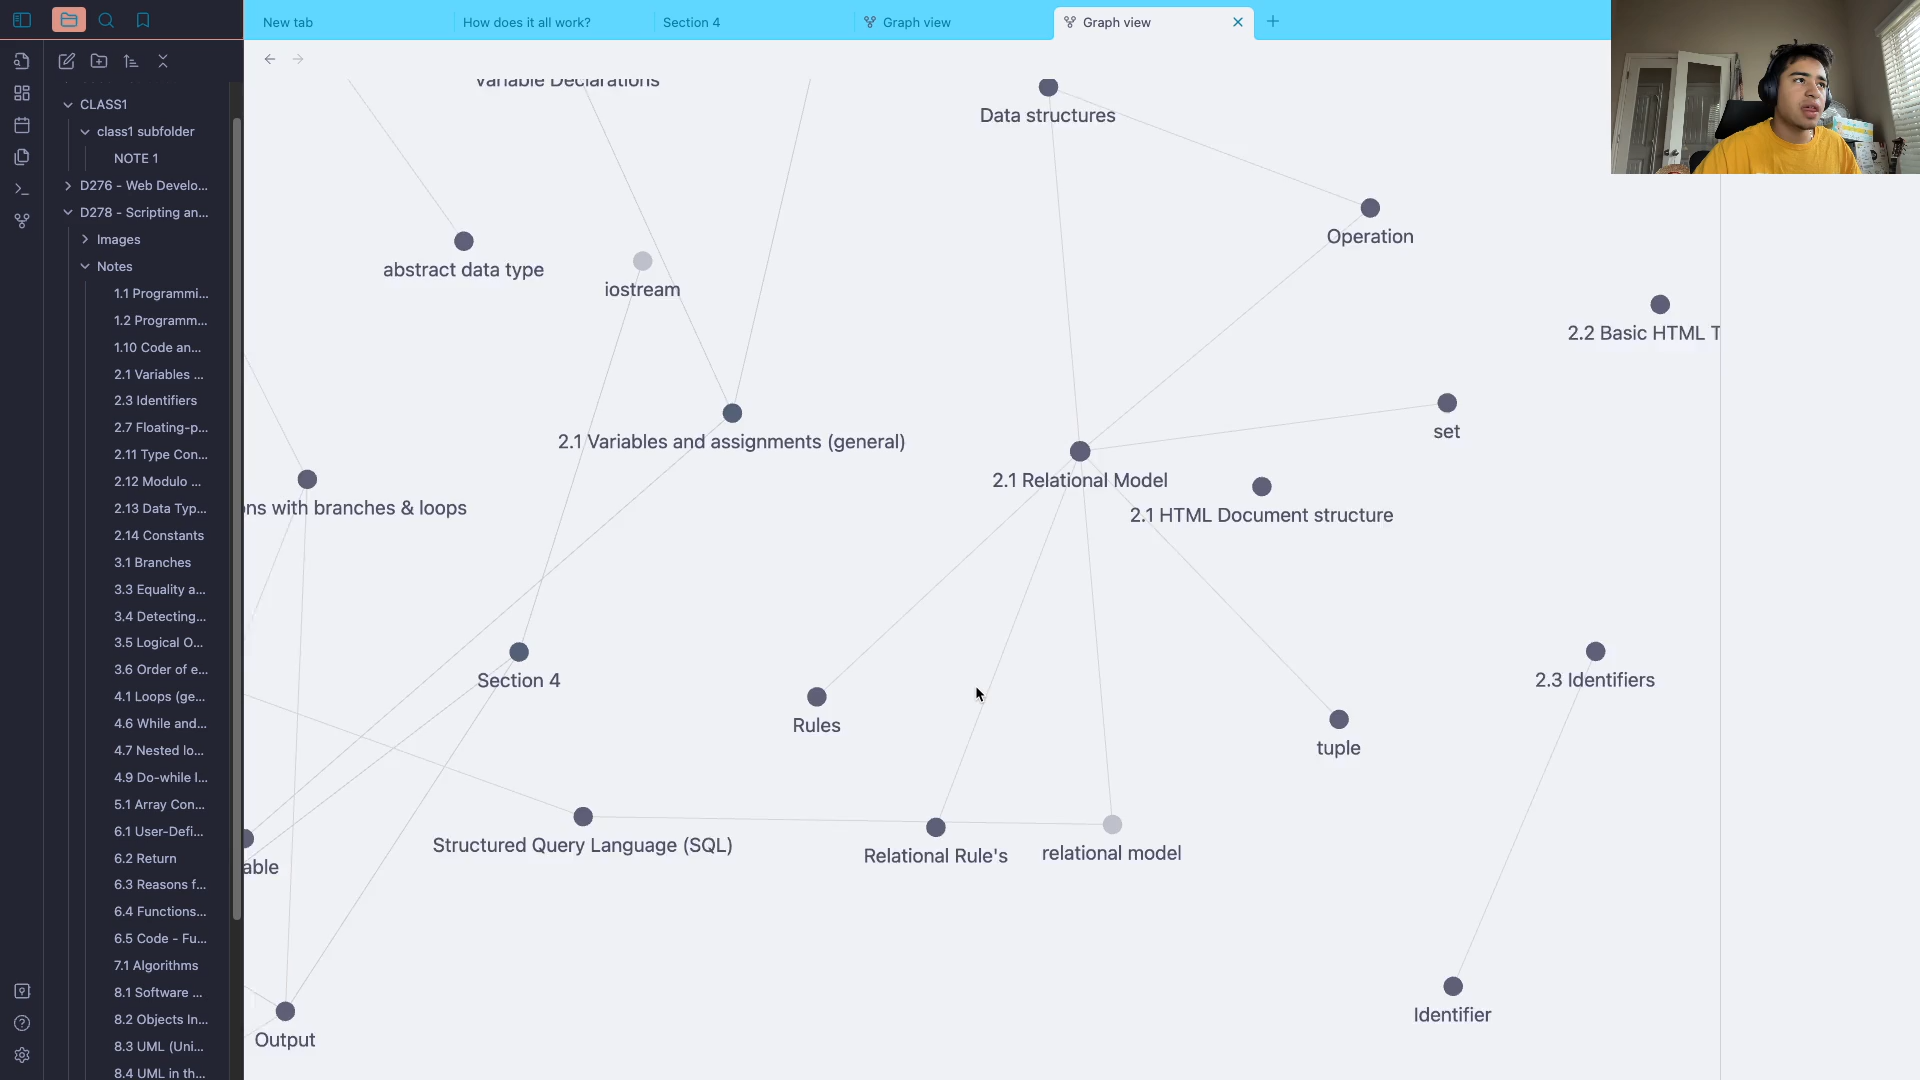 New tab
How does it all work?
Section 4
Graph view
Graph view
CLASS1
class1 subfolder
NOTE 1
D276 - Web Develo...
D278 - Scripting an...
Images
Notes
1.1 Programmi...
1.2 Programm...
1.10 Code an...
2.1 Variables ...
2.3 Identifiers
2.7 Floating-p...
2.11 Type Con...
2.12 Modulo ...
2.13 Data Typ...
2.14 Constants
3.1 Branches
3.3 Equality a...
3.4 Detecting...
3.5 Logical O...
3.6 Order of e...
4.1 Loops (ge...
4.6 While and...
4.7 Nested lo...
4.9 Do-while l...
5.1 Array Con...
6.1 User-Defi...
6.2 Return
6.3 Reasons f...
6.4 Functions...
6.5 Code - Fu...
7.1 Algorithms
8.1 Software ...
8.2 Objects In...
8.3 UML (Uni...
8.4 UML in th...
Variable Declarations
Data structures
Operation
abstract data type
iostream
2.2 Basic HTML T
set
2.1 Variables and assignments (general)
2.1 Relational Model
ns with branches & loops
2.1 HTML Document structure
Section 4
2.3 Identifiers
Rules
tuple
Structured Query Language (SQL)
Relational Rule's
relational model
able
Identifier
Output